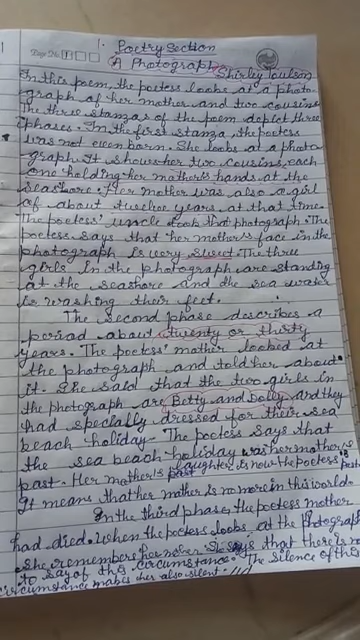 1. Poetry Section
Page No.
A Photograph Shirley Toulson
In this poem, the poetess looks at a photo-
graph of her mother and two cousins
The three stanzas of the poem depict three
phases. In the first stanza, the poetess
was not even born. She looks at a photo-
graph. It shows her two cousins, each
one holding her mother's hands at the
seashore. Her mother was also a girl
of about twelve years at that time.
The poetess' uncle took that photograph. The
poetess says that her mother's face in the
photograph is very sweet. The three
girls in the photograph are standing
at the seashore and the sea water
is washing their feet.
The second phase describes a
period about twenty or thirty
years. The poetess' mother looked at
the photograph and told her about
it. She said that the two girls in
the photograph are Betty and Dolly and they
had specially dressed for their sea
beach holiday. The poetess says that
the sea beach holiday was her mother's
past. Her mother's laughter is now the poetess's past
It means that her mother is no more in this world.
In the third phase, the poetess mother
had died. When the poetess looks at the photograph
she remember her She says that there is no
to say of this circumstance. The silence of this
circumstance makes her also silent.